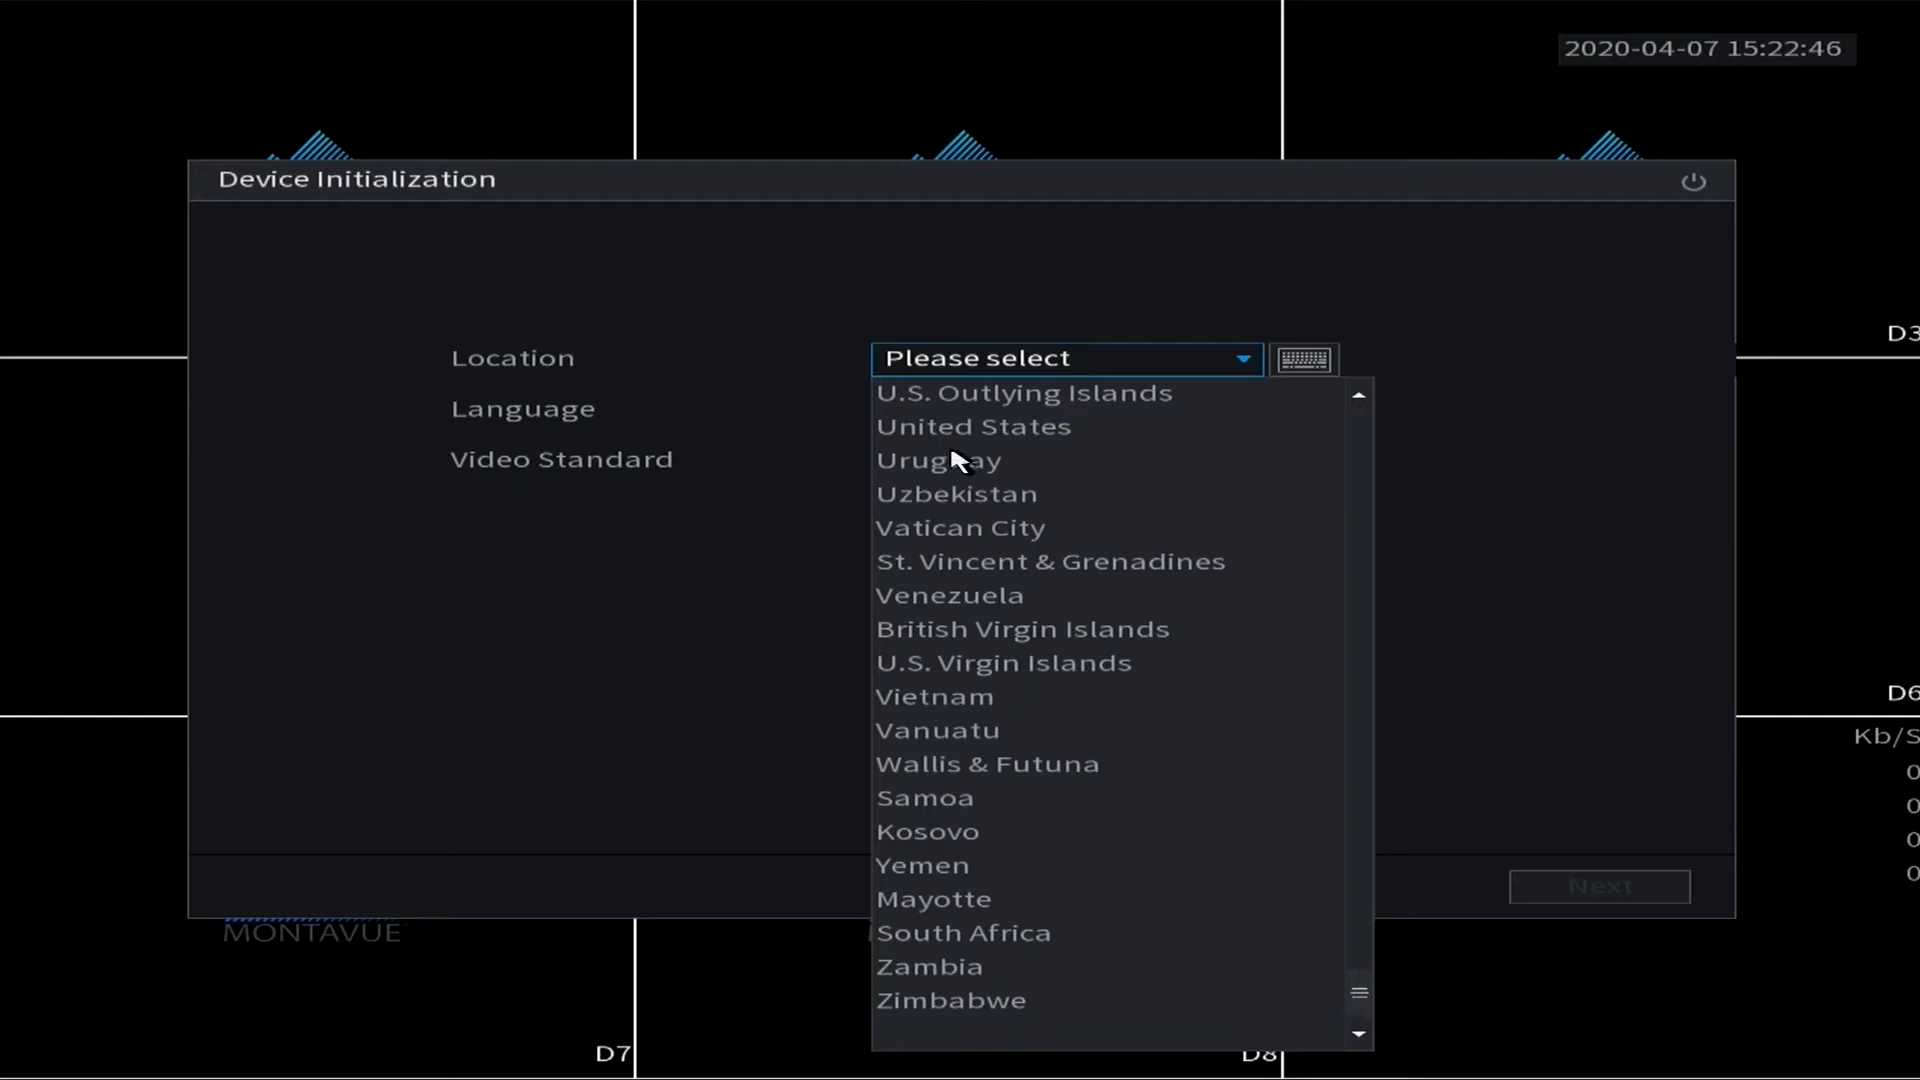 2020-04-07 15:22:46
Device Initialization
D3
Location
Please select
Language
Video Standard
U.S. Outlying Islands
United States
Uruguay
Uzbekistan
Vatican City
St. Vincent & Grenadines
Venezuela
British Virgin Islands
U.S. Virgin Islands
Vietnam
Vanuatu
Wallis & Futuna
Samoa
Kosovo
Yemen
Mayotte
South Africa
Zambia
Zimbabwe
D6
Kb/S
0
0
0
0
Next
MONTAVUE
D7
D8